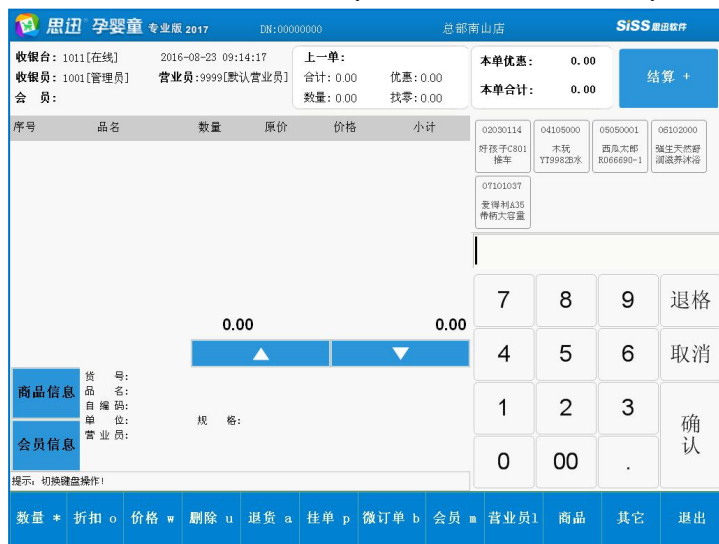 思迅 孕婴童 专业版 2017 DN:00000000 总部南山店 SiSS 思迅软件
收银台: 1011[在线] 2016-08-23 09:14:17
收银员: 1001[管理员] 营业员:9999[默认营业员]
会 员:
上一单:
合计: 0.00 优惠: 0.00
数量: 0.00 找零: 0.00
本单优惠: 0.00
本单合计: 0.00
结算 +
序号 品名 数量 原价 价格 小计
02030114
好孩子C801
推车
04105000
木玩
YT9982B水
05050001
西瓜太郎
R066690-1
06102000
强生天然舒
润滋养沐浴
07101037
爱得利A35
带柄大容量
7 8 9 退格
4 5 6 取消
1 2 3 确认
0 00 .
0.00 0.00
商品信息
货 号:
品 名:
自编码:
单 位: 规 格:
营业员:
会员信息
提示: 切换键盘操作!
数量 * 折扣 o 价格 w 删除 u 退货 a 挂单 p 微订单 b 会员 m 营业员l 商品 其它 退出